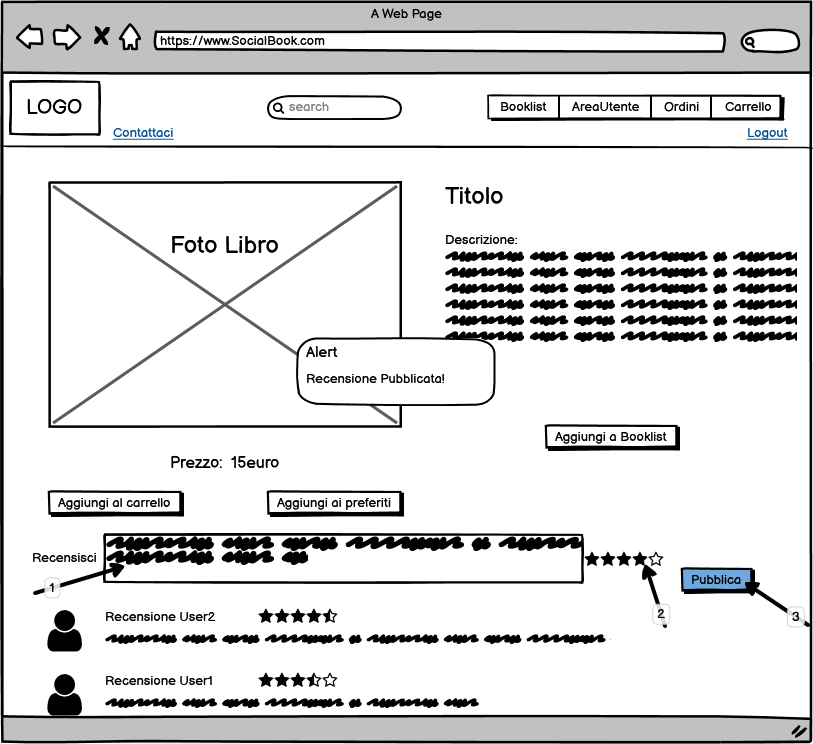 A Web Page
https://www.SocialBook.com
LOGO
search
Booklist AreaUtente Ordini Carrello
Contattaci
Logout
Foto Libro
Titolo
Descrizione:
Alert
Recensione Pubblicata!
Aggiungi a Booklist
Prezzo: 15euro
Aggiungi al carrello
Aggiungi ai preferiti
Recensisci
Pubblica
1
2
3
Recensione User2
Recensione User1